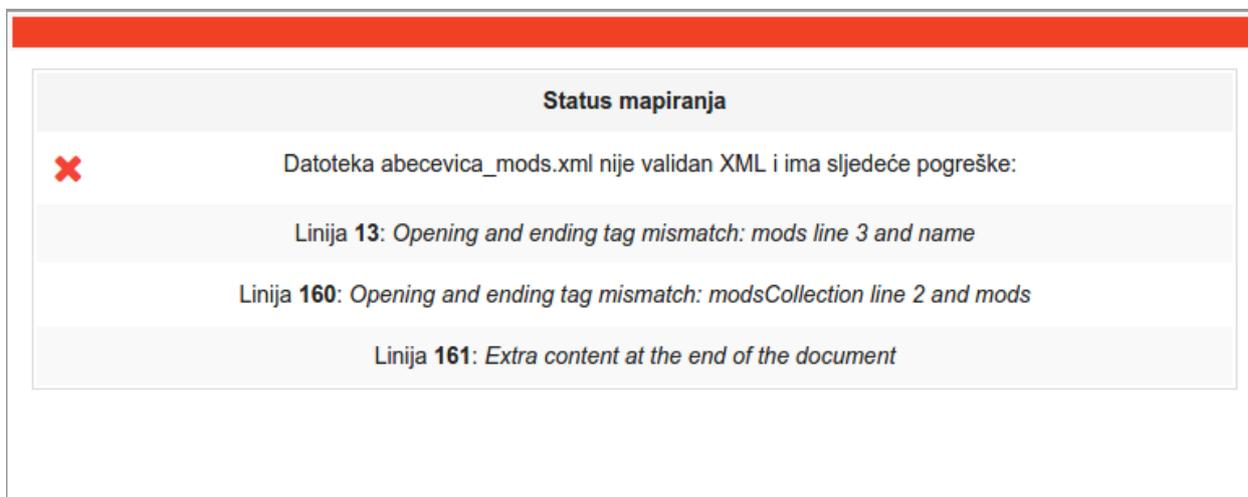 Status mapiranja
Datoteka abecevica_mods.xml nije validan XML i ima sljedeće pogreške:
Linija 13: Opening and ending tag mismatch: mods line 3 and name
Linija 160: Opening and ending tag mismatch: modsCollection line 2 and mods
Linija 161: Extra content at the end of the document